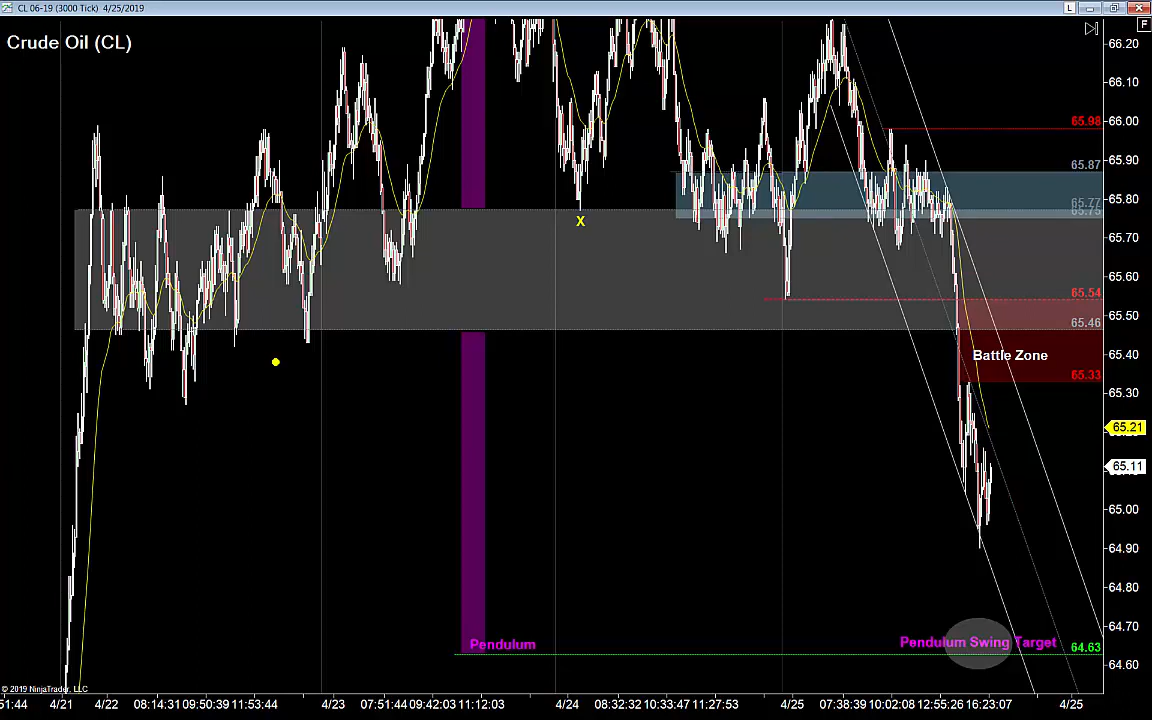 CL 06-19 (3000 Tick) 4/25/2019
L
F
Crude Oil (CL)
66.20
66.10
65.98
66.00
65.87
65.90
65.77
65.80
65.75
65.70
X
65.60
65.54
65.50
65.46
Battle Zone
65.40
65.33
65.30
65.21
65.11
65.00
64.90
64.80
64.70
Pendulum
Pendulum Swing Target
64.63
64.60
© 2019 NinjaTrader, LLC
51:44 4/21 4/22 08:14:31 09:50:39 11:53:44 4/23 07:51:44 09:42:03 11:12:03 4/24 08:32:32 10:33:47 11:27:53 4/25 07:38:39 10:02:08 12:55:26 16:23:07 4/25